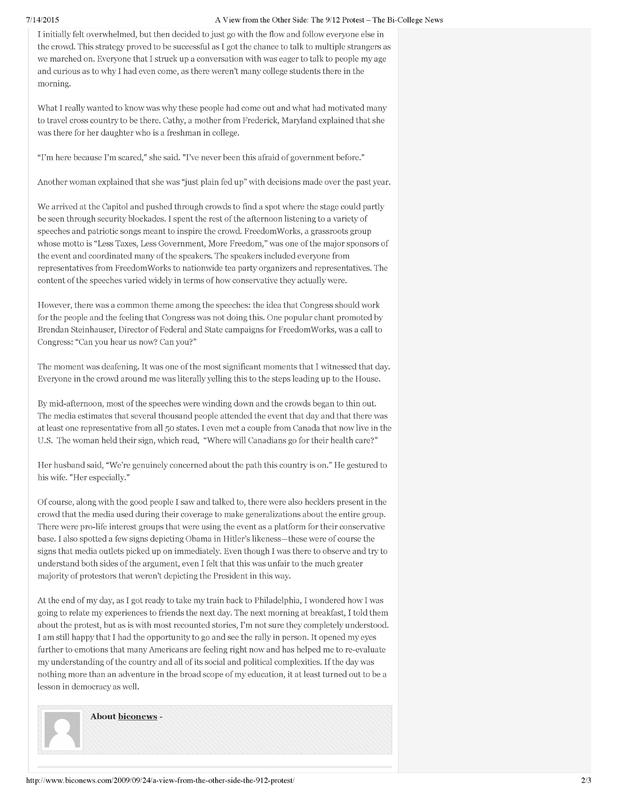 7/14/2015 A View from the Other Side: The 9/12 Protest – The Bi-College News
I initially felt overwhelmed, but then decided to just go with the flow and follow everyone else in
the crowd. This strategy proved to be successful as I got the chance to talk to multiple strangers as
we marched on. Everyone that I struck up a conversation with was eager to talk to people my age
and curious as to why I had even come, as there weren't many college students there in the
morning.
What I really wanted to know was why these people had come out and what had motivated many
to travel cross country to be there. Cathy, a mother from Frederick, Maryland explained that she
was there for her daughter who is a freshman in college.
"I'm here because I'm scared," she said. "I've never been this afraid of government before."
Another woman explained that she was "just plain fed up" with decisions made over the past year.
We arrived at the Capitol and pushed through crowds to find a spot where the stage could partly
be seen through security blockades. I spent the rest of the afternoon listening to a variety of
speeches and patriotic songs meant to inspire the crowd. FreedomWorks, a grassroots group
whose motto is "Less Taxes, Less Government, More Freedom," was one of the major sponsors of
the event and coordinated many of the speakers. The speakers included everyone from
representatives from FreedomWorks to nationwide tea party organizers and representatives. The
content of the speeches varied widely in terms of how conservative they actually were.
However, there was a common theme among the speeches: the idea that Congress should work
for the people and the feeling that Congress was not doing this. One popular chant promoted by
Brendan Steinhauser, Director of Federal and State campaigns for FreedomWorks, was a call to
Congress: "Can you hear us now? Can you?"
The moment was deafening. It was one of the most significant moments that I witnessed that day.
Everyone in the crowd around me was literally yelling this to the steps leading up to the House.
By mid-afternoon, most of the speeches were winding down and the crowds began to thin out.
The media estimates that several thousand people attended the event that day and that there was
at least one representative from all 50 states. I even met a couple from Canada that now live in the
U.S.  The woman held their sign, which read,  "Where will Canadians go for their health care?"
Her husband said, "We're genuinely concerned about the path this country is on." He gestured to
his wife. "Her especially."
Of course, along with the good people I saw and talked to, there were also hecklers present in the
crowd that the media used during their coverage to make generalizations about the entire group.
There were pro-life interest groups that were using the event as a platform for their conservative
base. I also spotted a few signs depicting Obama in Hitler's likeness—these were of course the
signs that media outlets picked up on immediately. Even though I was there to observe and try to
understand both sides of the argument, even I felt that this was unfair to the much greater
majority of protestors that weren't depicting the President in this way.
At the end of my day, as I got ready to take my train back to Philadelphia, I wondered how I was
going to relate my experiences to friends the next day. The next morning at breakfast, I told them
about the protest, but as is with most recounted stories, I'm not sure they completely understood.
I am still happy that I had the opportunity to go and see the rally in person. It opened my eyes
further to emotions that many Americans are feeling right now and has helped me to re-evaluate
my understanding of the country and all of its social and political complexities. If the day was
nothing more than an adventure in the broad scope of my education, it at least turned out to be a
lesson in democracy as well.
About biconews -
http://www.biconews.com/2009/09/24/a-view-from-the-other-side-the-912-protest/ 2/3